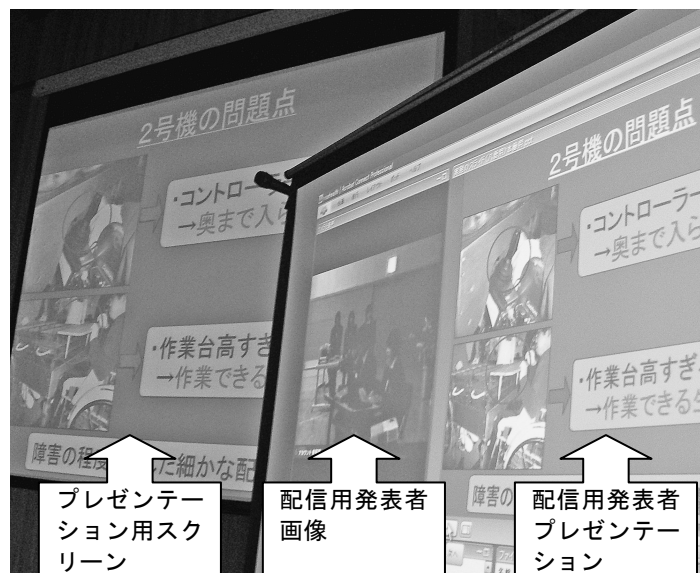 2号機の問題点
・コントローラー
→奥まで入ら
・作業台高すぎ
→作業できる
障害の程度
た細かな配
2号機の問題点
・コントローラー
→奥まで入ら
・作業台高すぎ
→作業できる
障害の
プレゼンテー
ション用スク
リーン
配信用発表者
画像
配信用発表者
プレゼンテー
ション